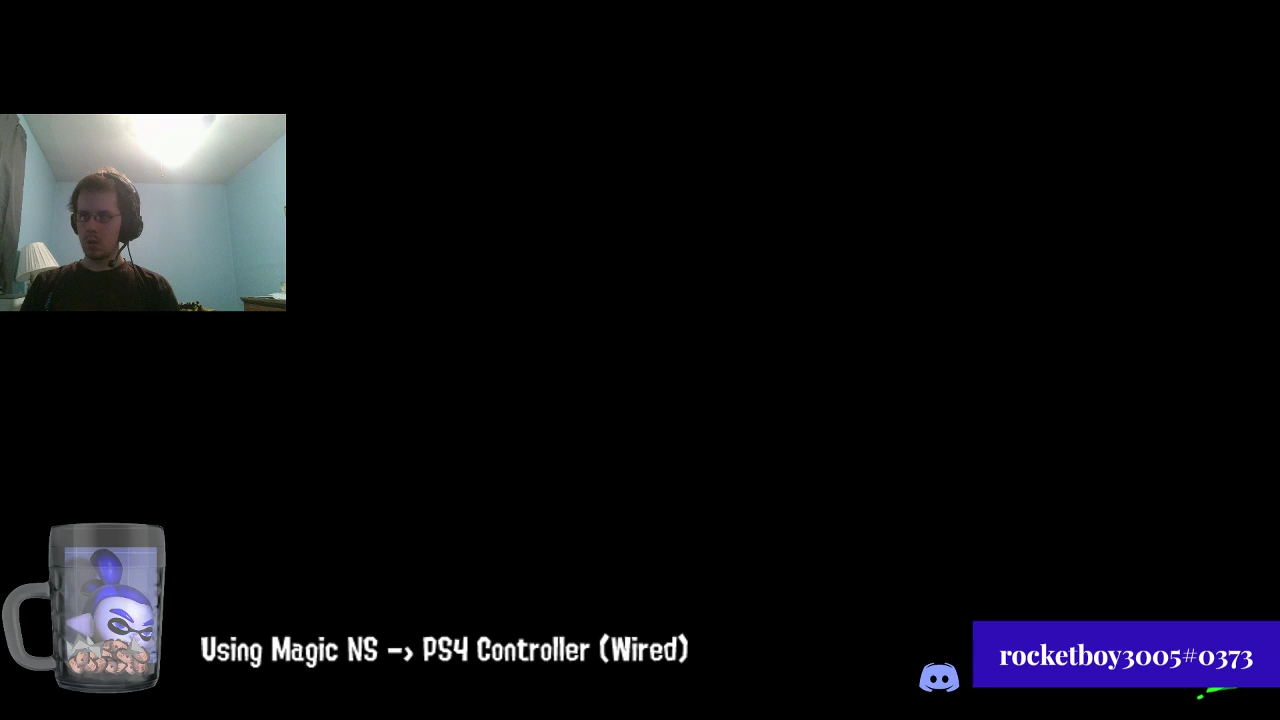 Using Magic NS -> PS4 Controller (Wired)
rocketboy3005#0373